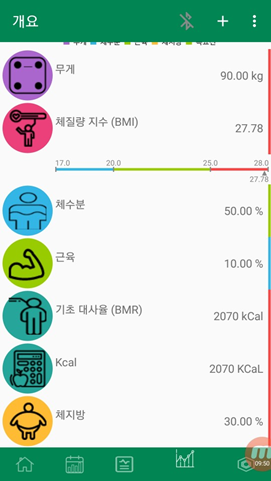 개요
무게
90.00 kg
체질량 지수 (BMI)
27.78
17.0 20.0 25.0 28.0
27.78
체수분
50.00 %
근육
10.00 %
기초 대사율 (BMR)
2070 kCal
Kcal
2070 KCaL
체지방
30.00 %
09:50